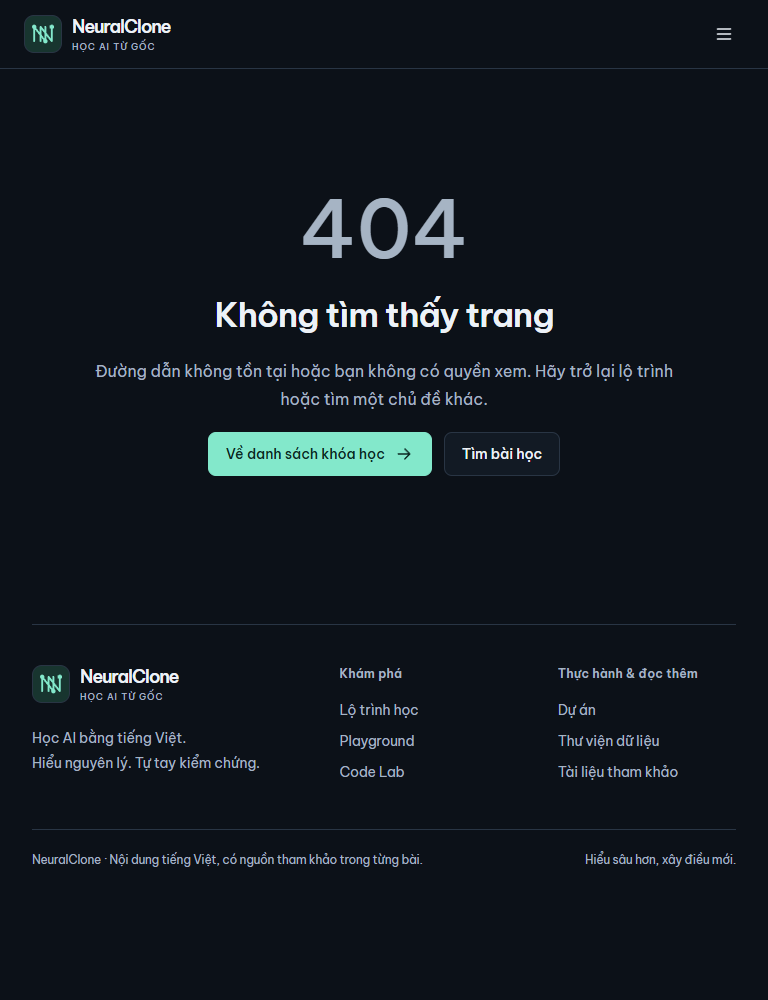 NeuralClone
HỌC AI TỪ GỐC
404
Không tìm thấy trang
Đường dẫn không tồn tại hoặc bạn không có quyền xem. Hãy trở lại lộ trình
hoặc tìm một chủ đề khác.
Về danh sách khóa học
Tìm bài học
NeuralClone
HỌC AI TỪ GỐC
Học AI bằng tiếng Việt.
Hiểu nguyên lý. Tự tay kiểm chứng.
Khám phá
Lộ trình học
Playground
Code Lab
Thực hành & đọc thêm
Dự án
Thư viện dữ liệu
Tài liệu tham khảo
NeuralClone · Nội dung tiếng Việt, có nguồn tham khảo trong từng bài.
Hiểu sâu hơn, xây điều mới.